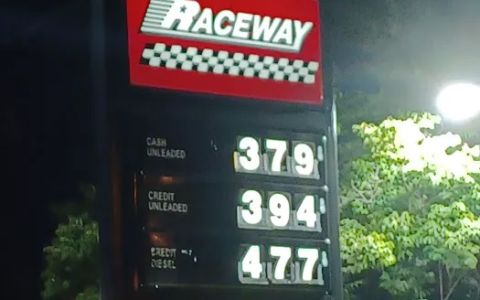 RACEWAY
CASH
UNLEADED
379
CREDIT
UNLEADED
394
CREDIT
DIESEL
477